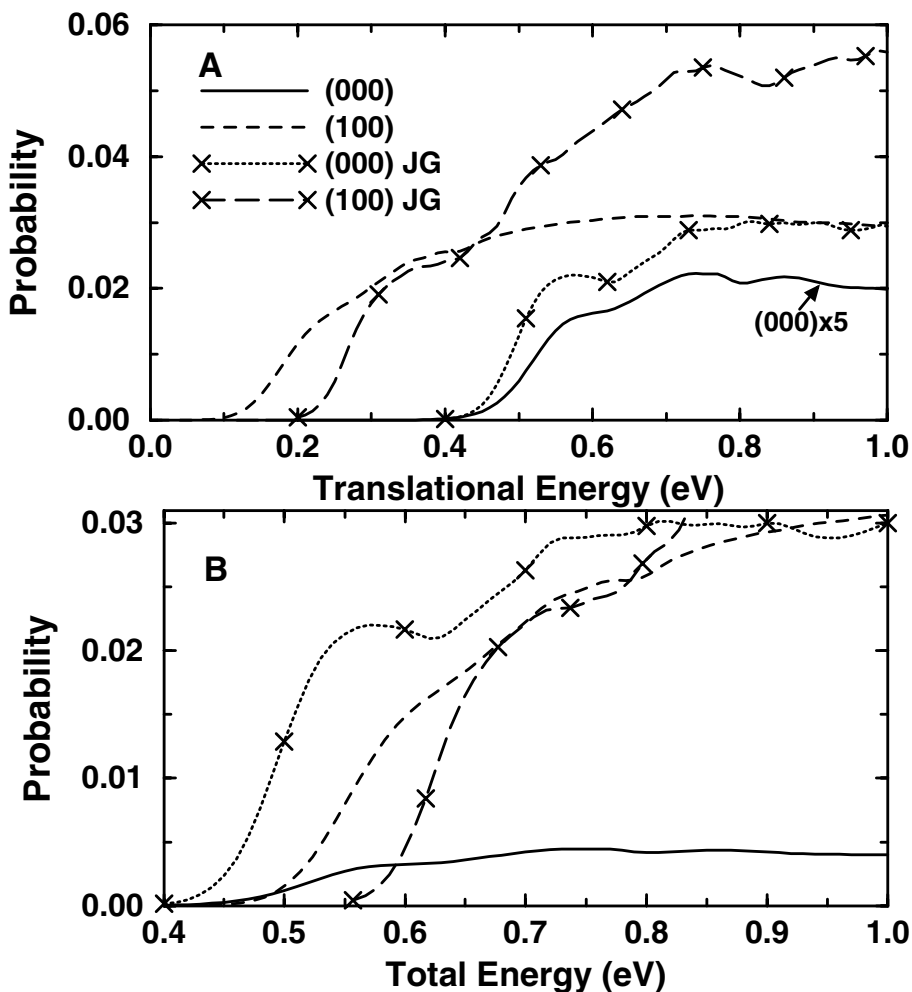 0.06
A
(000)
(100)
(000) JG
(100) JG
0.04
0.02
(000)x5
0.00
0.0 0.2 0.4 0.6 0.8 1.0
Probability
Translational Energy (eV)
0.03
B
0.02
0.01
0.00
0.4 0.5 0.6 0.7 0.8 0.9 1.0
Probability
Total Energy (eV)